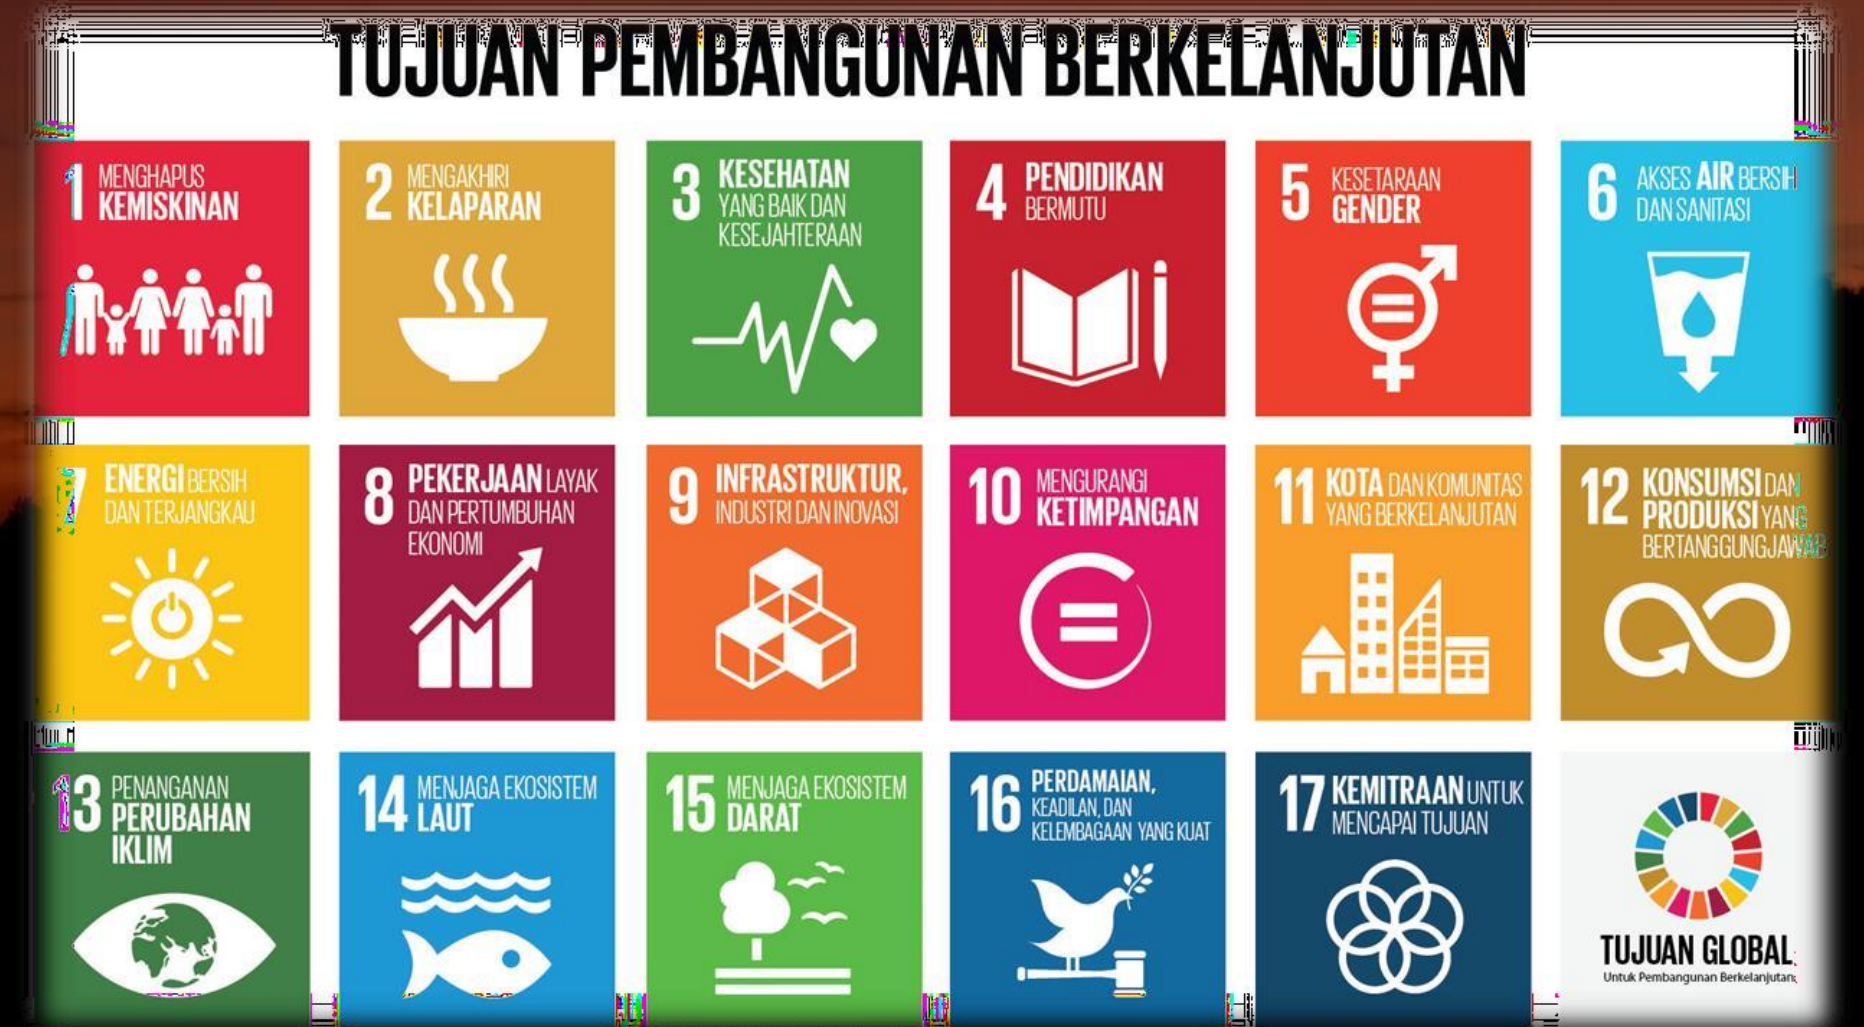 TUJUAN PEMBANGUNAN BERKELANJUTAN
1 MENGHAPUS
KEMISKINAN
2 MENGAKHIRI
KELAPARAN
3 KESEHATAN
YANG BAIK DAN
KESEJAHTERAAN
4 PENDIDIKAN
BERMUTU
5 KESETARAAN
GENDER
6 AKSES AIR BERSIH
DAN SANITASI
7 ENERGI BERSIH
DAN TERJANGKAU
8 PEKERJAAN LAYAK
DAN PERTUMBUHAN
EKONOMI
9 INFRASTRUKTUR,
INDUSTRI DAN INOVASI
10 MENGURANGI
KETIMPANGAN
11 KOTA DAN KOMUNITAS
YANG BERKELANJUTAN
12 KONSUMSI DAN
PRODUKSI YANG
BERTANGGUNGJAWAB
13 PENANGANAN
PERUBAHAN
IKLIM
14 MENJAGA EKOSISTEM
LAUT
15 MENJAGA EKOSISTEM
DARAT
16 PERDAMAIAN,
KEADILAN, DAN
KELEMBAGAAN YANG KUAT
17 KEMITRAAN UNTUK
MENCAPAI TUJUAN
TUJUAN GLOBAL
Untuk Pembangunan Berkelanjutan